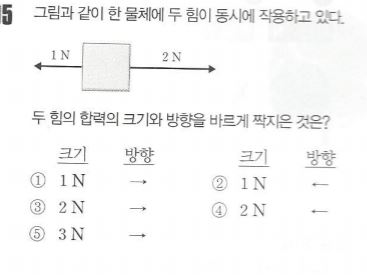 15 그림과 같이 한 물체에 두 힘이 동시에 작용하고 있다.
1 N 2 N
두 힘의 합력의 크기와 방향을 바르게 짝지은 것은?
크기 방향 크기 방향
① 1 N → ② 1 N ←
③ 2 N → ④ 2 N ←
⑤ 3 N →